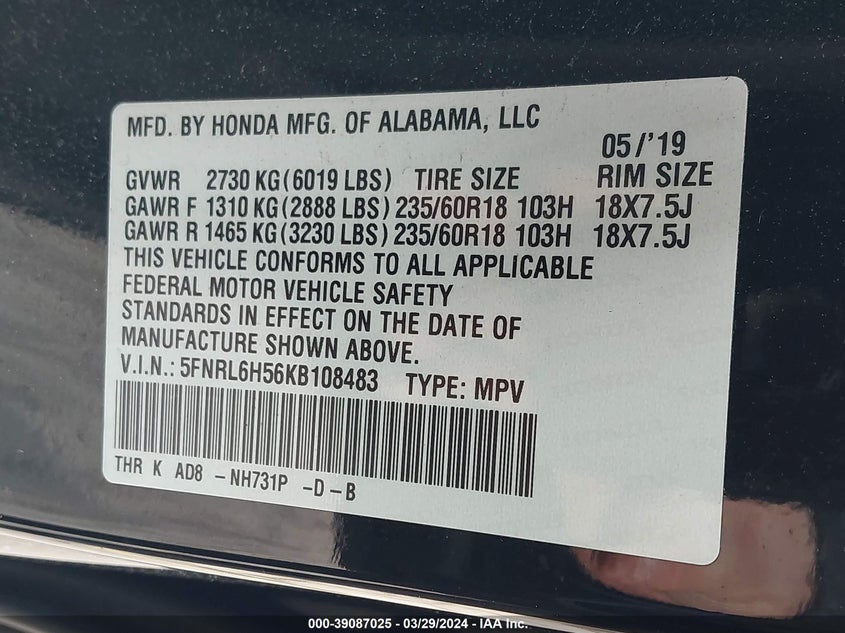 MFD. BY HONDA MFG. OF ALABAMA, LLC
05/'19
GVWR 2730 KG (6019 LBS) TIRE SIZE RIM SIZE
GAWR F 1310 KG (2888 LBS) 235/60R18 103H 18X7.5J
GAWR R 1465 KG (3230 LBS) 235/60R18 103H 18X7.5J
THIS VEHICLE CONFORMS TO ALL APPLICABLE
FEDERAL MOTOR VEHICLE SAFETY
STANDARDS IN EFFECT ON THE DATE OF
MANUFACTURE SHOWN ABOVE.
V.I.N.: 5FNRL6H56KB108483 TYPE: MPV
THR K AD8 -NH731P -D-B
000-39087025 - 03/29/2024 - IAA Inc.